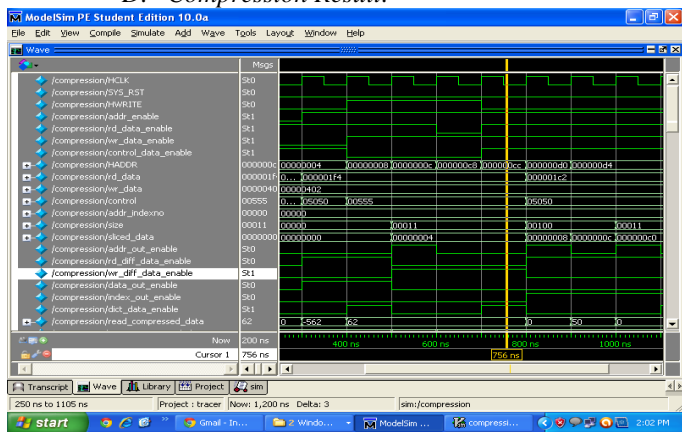 D. Compression Result:
ModelSim PE Student Edition 10.0a
File Edit View Compile Simulate Add Wave Tools Layout Window Help
Wave
Msgs
/compression/HCLK St0
/compression/SYS_RST St0
/compression/HWRITE St0
/compression/addr_enable St1
/compression/rd_data_enable St1
/compression/wr_data_enable St1
/compression/control_data_enable St1
/compression/HADDR 000000c 00000004 00000008 0000000c 000000c8 000000cc 000000d0 000000d4
/compression/rd_data 000001f 0... 000001f4 000001c2
/compression/wr_data 0000040 00000402
/compression/control 00555 0... 05050 00555 05050
/compression/addr_indexno 00000 00000
/compression/size 00011 00000 00011 00100 00011
/compression/sliced_data 0000000 00000000 00000004 00000008 0000000c 000000c0
/compression/addr_out_enable St0
/compression/rd_diff_data_enable St0
/compression/wr_diff_data_enable St1
/compression/data_out_enable St0
/compression/index_out_enable St0
/compression/dict_data_enable St1
/compression/read_compressed_data 62 0 -562 62 0 50 0
Now 200 ns 400 ns 600 ns 800 ns 1000 ns
Cursor 1 756 ns 756 ns
Transcript Wave Library Project sim
250 ns to 1105 ns Project : tracer Now: 1,200 ns Delta: 3 sim:/compression
start Gmail - In... 2 Windo... ModelSim ... compressi... 2:02 PM